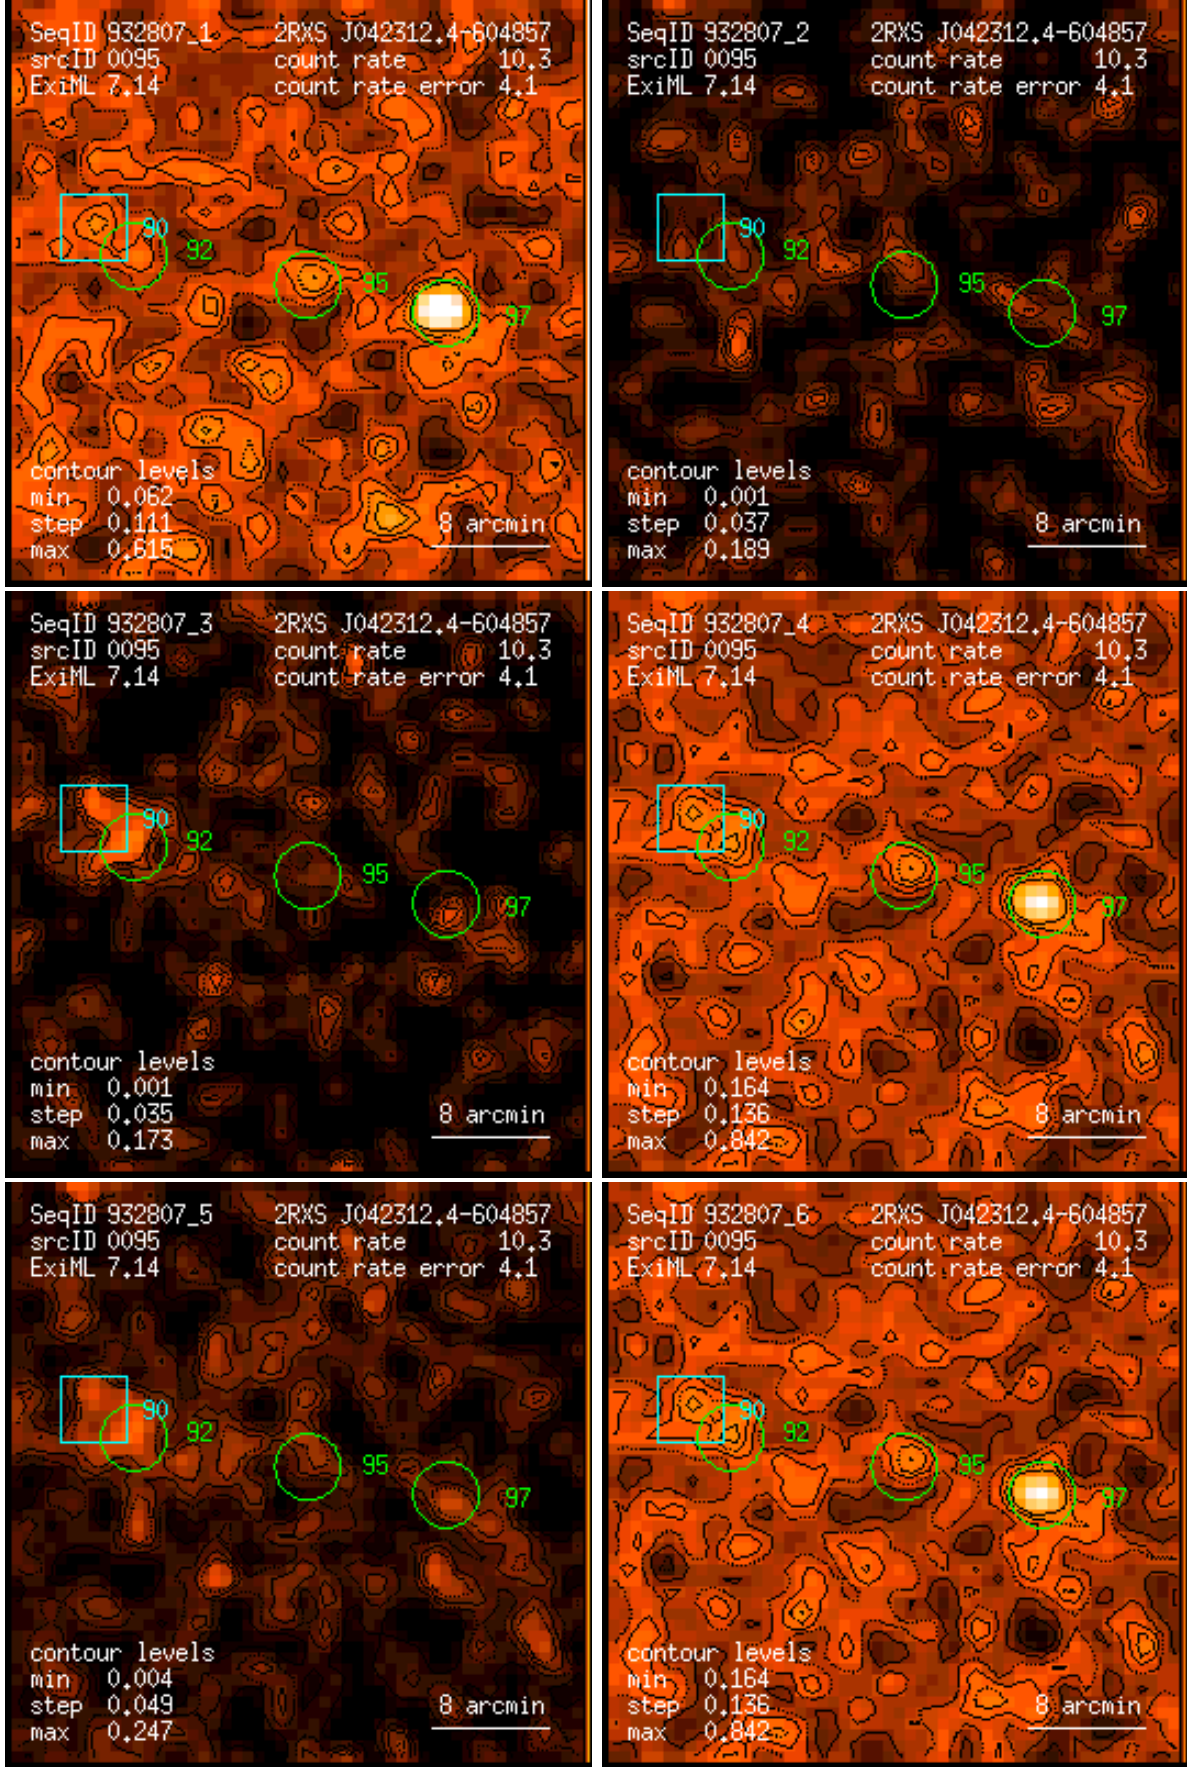 SeqID 932807_1 2RXS J042312.4-604857
srcID 0095 count rate 10.3
ExiML 7.14 count rate error 4.1
90
92
95
97
contour levels
min 0.062
step 0.111 8 arcmin
max 0.615
SeqID 932807_2 2RXS J042312.4-604857
srcID 0095 count rate 10.3
ExiML 7.14 count rate error 4.1
90
92
95
97
contour levels
min 0.001
step 0.037 8 arcmin
max 0.189
SeqID 932807_3 2RXS J042312.4-604857
srcID 0095 count rate 10.3
ExiML 7.14 count rate error 4.1
90
92
95
97
contour levels
min 0.001
step 0.035 8 arcmin
max 0.173
SeqID 932807_4 2RXS J042312.4-604857
srcID 0095 count rate 10.3
ExiML 7.14 count rate error 4.1
90
92
95
97
contour levels
min 0.164
step 0.136 8 arcmin
max 0.842
SeqID 932807_5 2RXS J042312.4-604857
srcID 0095 count rate 10.3
ExiML 7.14 count rate error 4.1
90
92
95
97
contour levels
min 0.004
step 0.049 8 arcmin
max 0.247
SeqID 932807_6 2RXS J042312.4-604857
srcID 0095 count rate 10.3
ExiML 7.14 count rate error 4.1
90
92
95
97
contour levels
min 0.164
step 0.136 8 arcmin
max 0.842